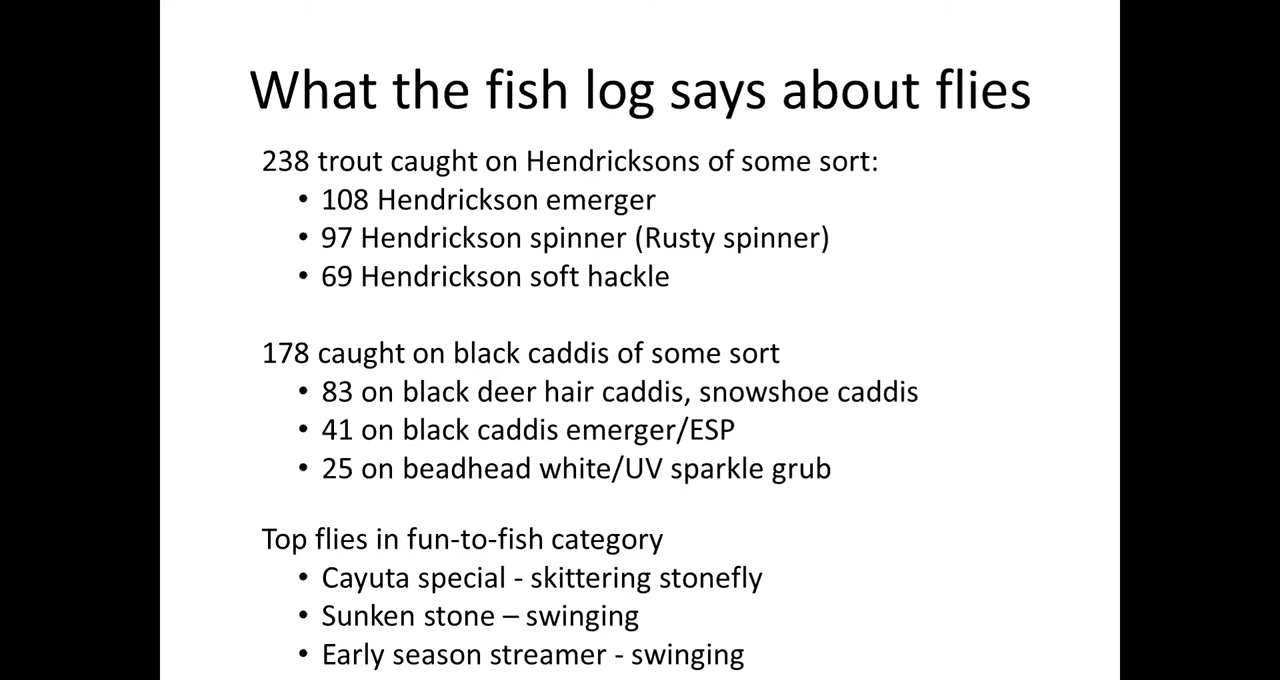 What the fish log says about flies
238 trout caught on Hendricksons of some sort:
• 108 Hendrickson emerger
• 97 Hendrickson spinner (Rusty spinner)
• 69 Hendrickson soft hackle
178 caught on black caddis of some sort
• 83 on black deer hair caddis, snowshoe caddis
• 41 on black caddis emerger/ESP
• 25 on beadhead white/UV sparkle grub
Top flies in fun-to-fish category
• Cayuta special - skittering stonefly
• Sunken stone – swinging
• Early season streamer - swinging